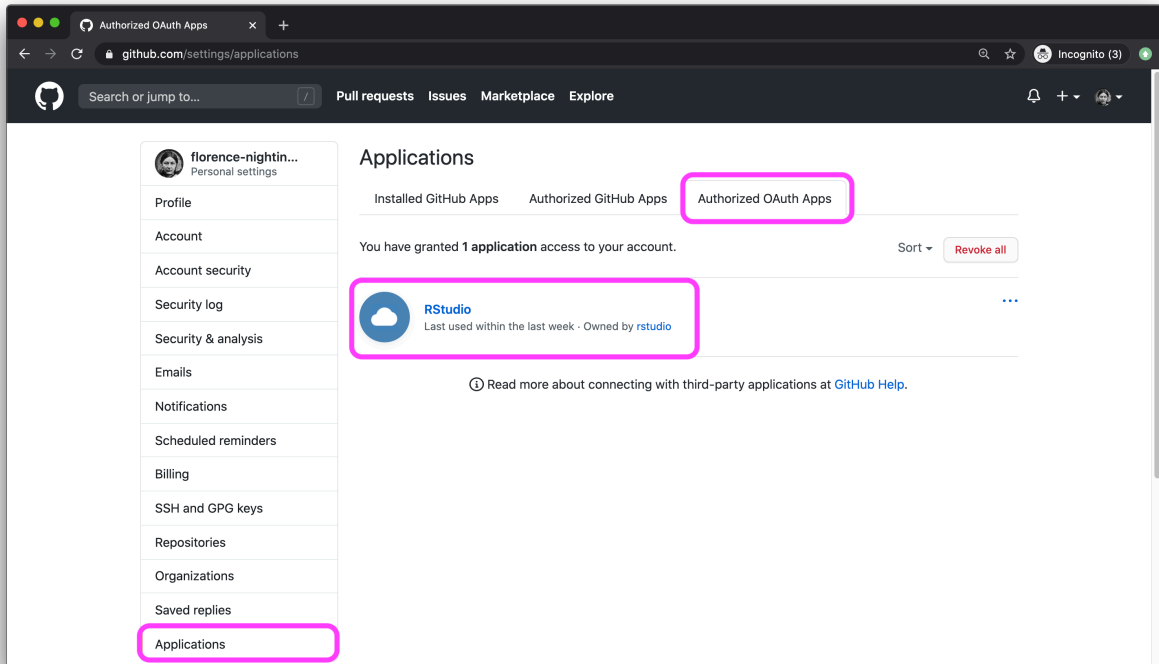 Authorized OAuth Apps
github.com/settings/applications
Incognito (3)
Search or jump to...
/
Pull requests Issues Marketplace Explore
florence-nightin...
Personal settings
Profile
Account
Account security
Security log
Security & analysis
Emails
Notifications
Scheduled reminders
Billing
SSH and GPG keys
Repositories
Organizations
Saved replies
Applications
Applications
Installed GitHub Apps Authorized GitHub Apps Authorized OAuth Apps
You have granted 1 application access to your account.
Sort Revoke all
RStudio
Last used within the last week · Owned by rstudio
Read more about connecting with third-party applications at GitHub Help.